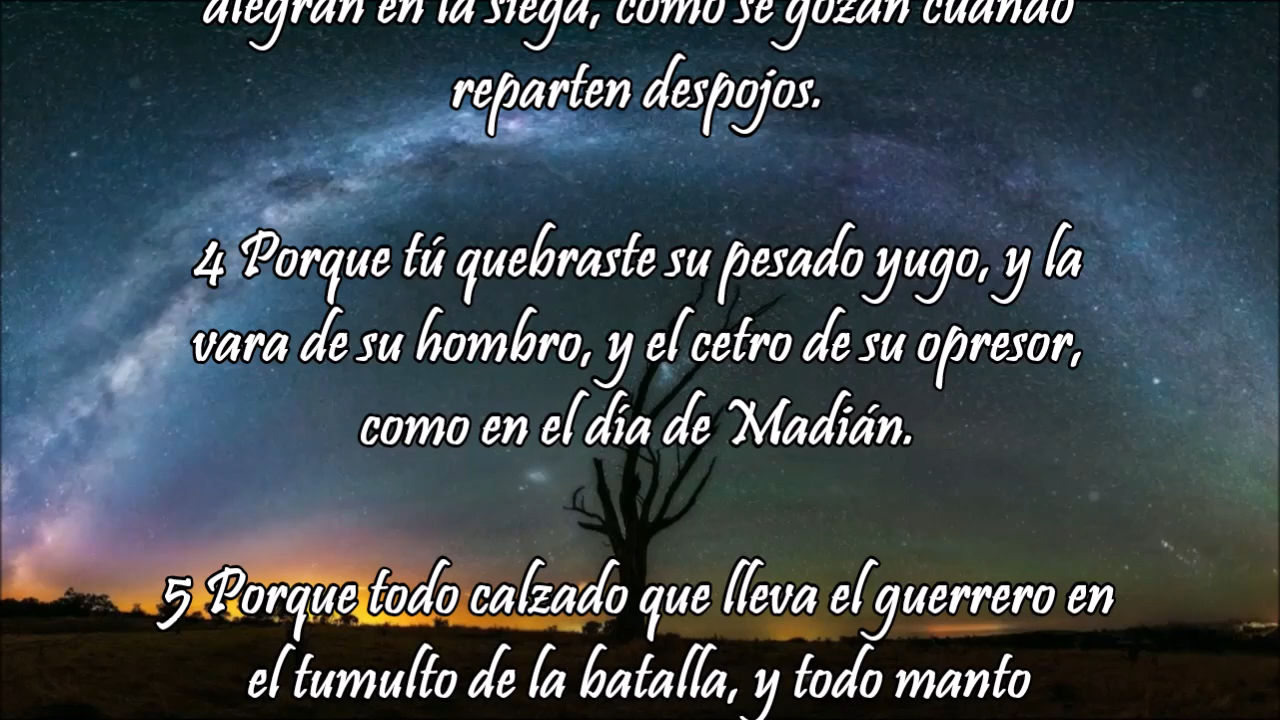 alegran en la siega, como se gozan cuando
reparten despojos.
4 Porque tú quebraste su pesado yugo, y la
vara de su hombro, y el cetro de su opresor,
como en el día de Madián.
5 Porque todo calzado que lleva el guerrero en
el tumulto de la batalla, y todo manto